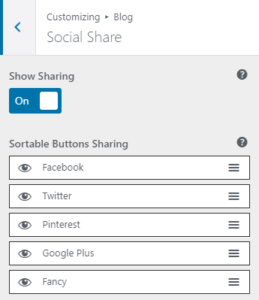 Customizing ▸ Blog
Social Share
Show Sharing
On
Sortable Buttons Sharing
Facebook
Twitter
Pinterest
Google Plus
Fancy